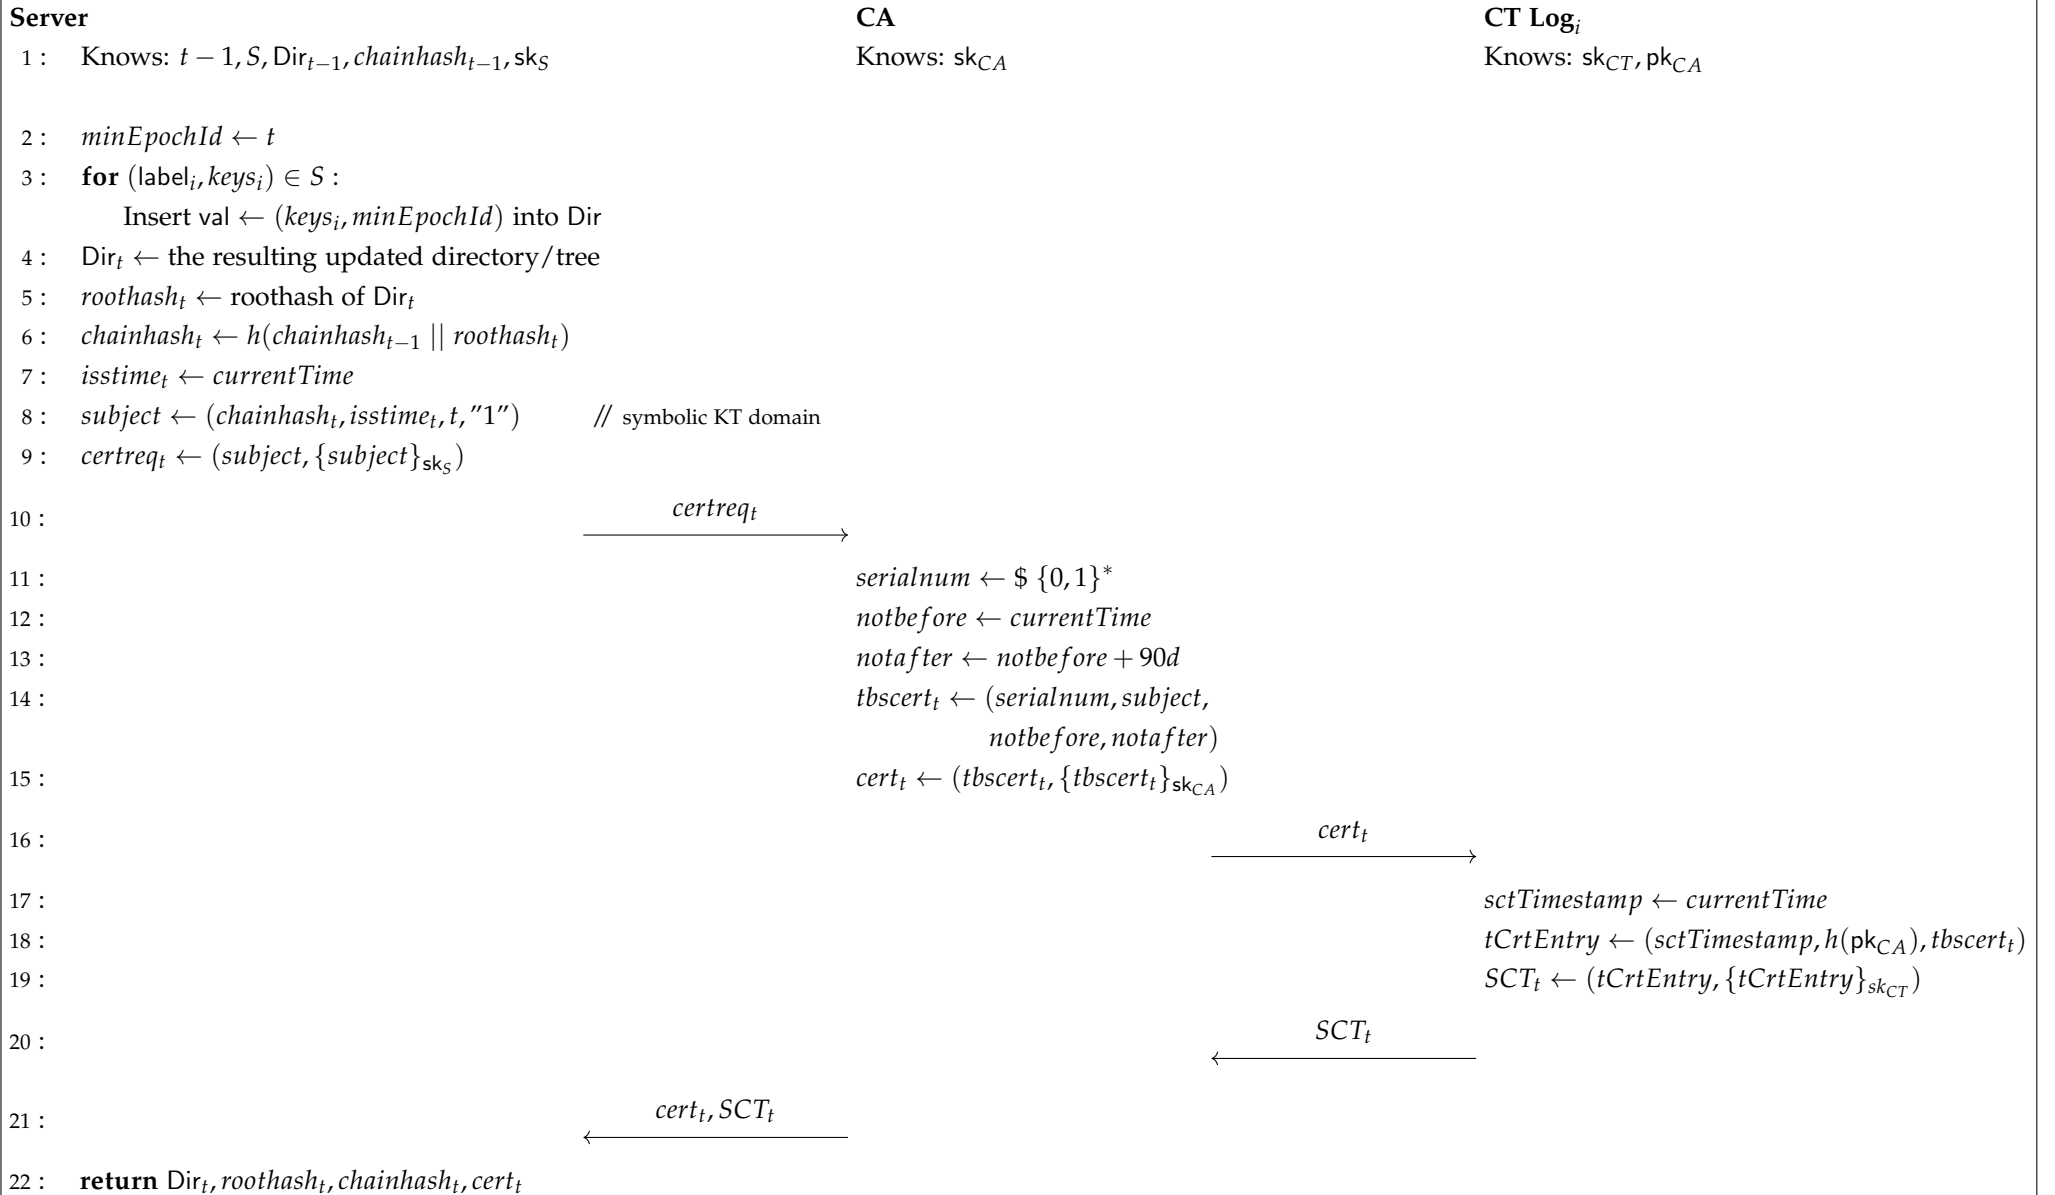 Server CA CT Log_i
1 : Knows: t − 1, S, Dir_{t−1}, chainhash_{t−1}, sk_S Knows: sk_{CA} Knows: sk_{CT}, pk_{CA}
2 : minEpochId ← t
3 : for (label_i, keys_i) ∈ S :
Insert val ← (keys_i, minEpochId) into Dir
4 : Dir_t ← the resulting updated directory/tree
5 : roothash_t ← roothash of Dir_t
6 : chainhash_t ← h(chainhash_{t−1} || roothash_t)
7 : isstime_t ← currentTime
8 : subject ← (chainhash_t, isstime_t, t, ”1”) // symbolic KT domain
9 : certreq_t ← (subject, {subject}_{sk_S})
10 : certreq_t
11 : serialnum ← $ {0, 1}*
12 : notbefore ← currentTime
13 : notafter ← notbefore + 90d
14 : tbscert_t ← (serialnum, subject,
notbefore, notafter)
15 : cert_t ← (tbscert_t, {tbscert_t}_{sk_{CA}})
16 : cert_t
17 : sctTimestamp ← currentTime
18 : tCrtEntry ← (sctTimestamp, h(pk_{CA}), tbscert_t)
19 : SCT_t ← (tCrtEntry, {tCrtEntry}_{sk_{CT}})
20 : SCT_t
21 : cert_t, SCT_t
22 : return Dir_t, roothash_t, chainhash_t, cert_t